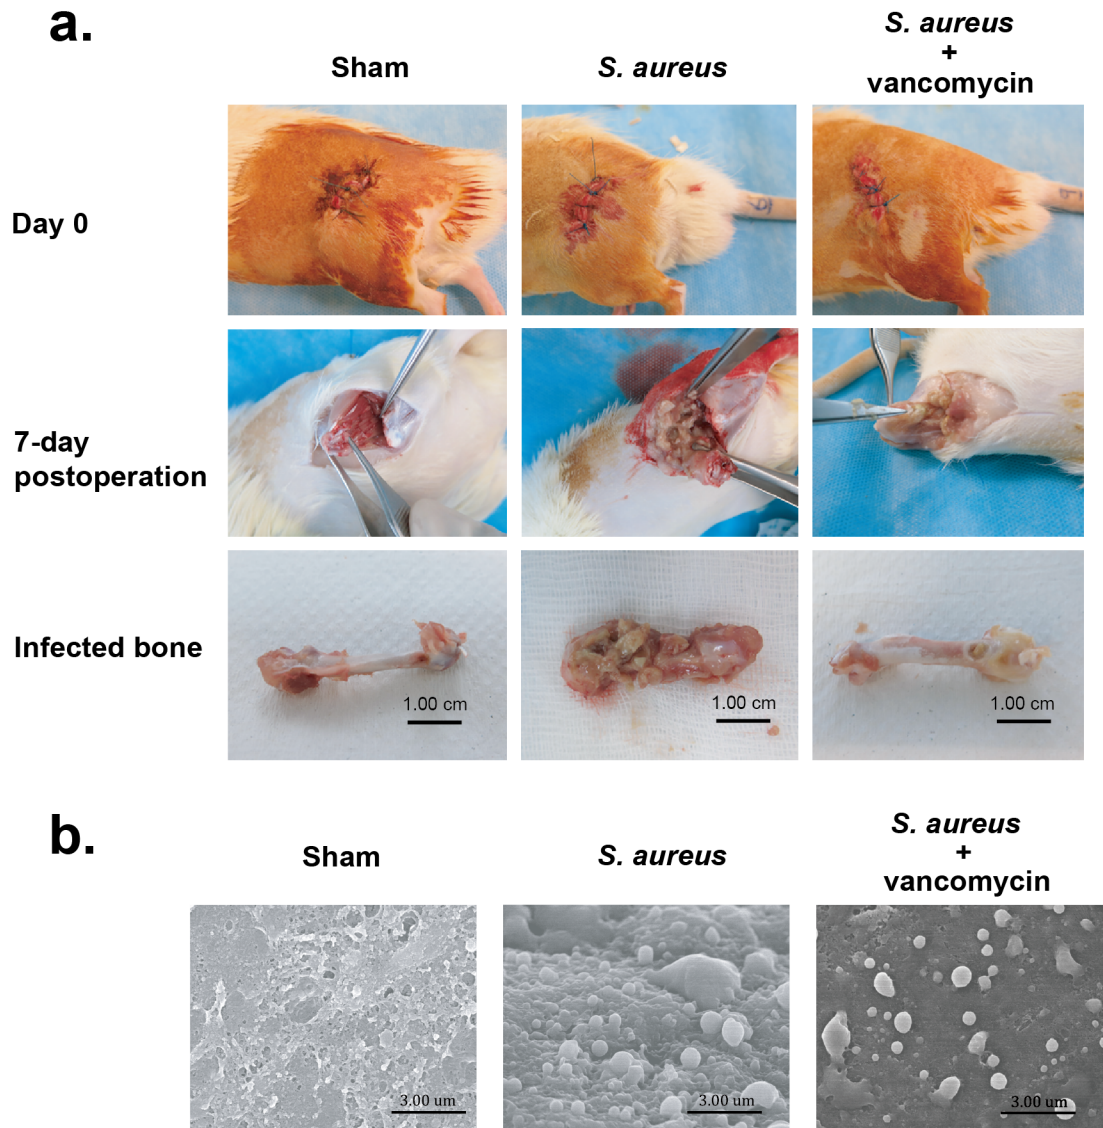 a.
Sham
S. aureus
S. aureus
+
vancomycin
Day 0
7-day
postoperation
Infected bone
1.00 cm
1.00 cm
1.00 cm
b.
Sham
S. aureus
S. aureus
+
vancomycin
3.00 um
3.00 um
3.00 um